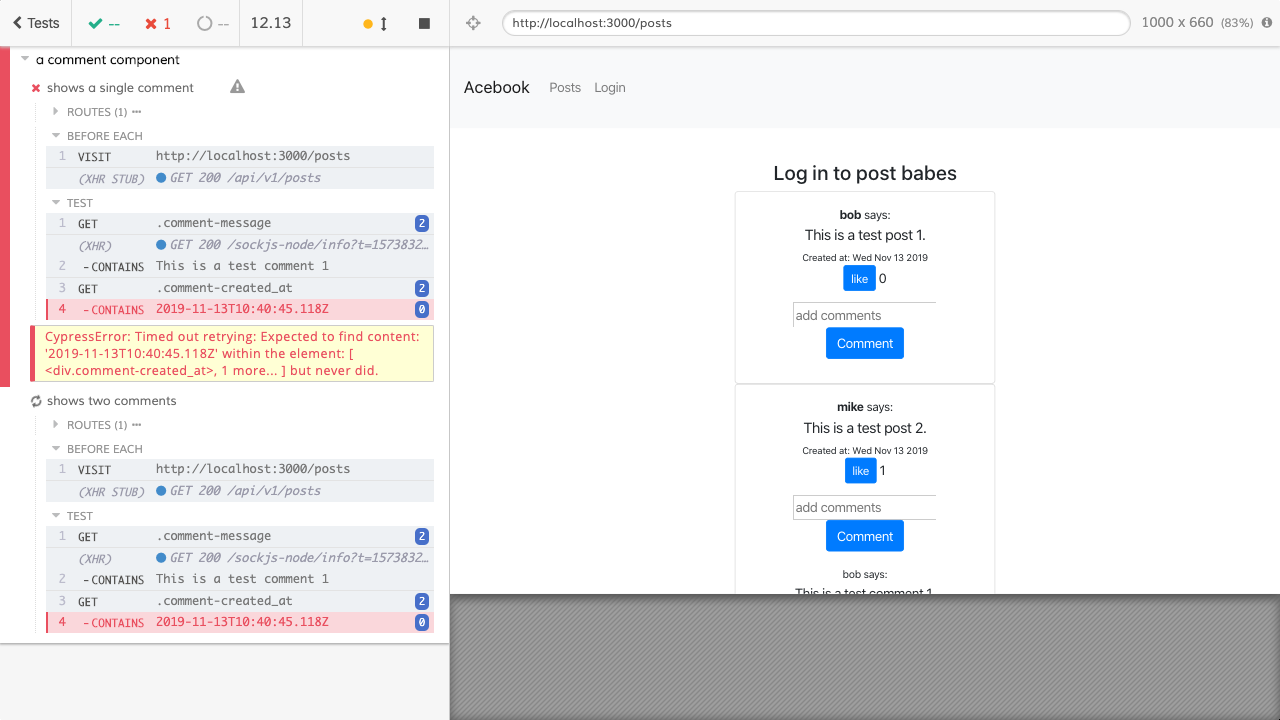 Tests
--
1
--
12.13
a comment component
shows a single comment
ROUTES (1)
BEFORE EACH
1 VISIT http://localhost:3000/posts
(XHR STUB) GET 200 /api/v1/posts
TEST
1 GET .comment-message 2
(XHR) GET 200 /sockjs-node/info?t=1573832…
2 -CONTAINS This is a test comment 1
3 GET .comment-created_at 2
4 -CONTAINS 2019-11-13T10:40:45.118Z 0
CypressError: Timed out retrying: Expected to find content:
'2019-11-13T10:40:45.118Z' within the element: [
<div.comment-created_at>, 1 more... ] but never did.
shows two comments
ROUTES (1)
BEFORE EACH
1 VISIT http://localhost:3000/posts
(XHR STUB) GET 200 /api/v1/posts
TEST
1 GET .comment-message 2
(XHR) GET 200 /sockjs-node/info?t=1573832…
2 -CONTAINS This is a test comment 1
3 GET .comment-created_at 2
4 -CONTAINS 2019-11-13T10:40:45.118Z 0
http://localhost:3000/posts
1000 x 660 (83%)
Acebook Posts Login
Log in to post babes
bob says:
This is a test post 1.
Created at: Wed Nov 13 2019
like 0
add comments
Comment
mike says:
This is a test post 2.
Created at: Wed Nov 13 2019
like 1
add comments
Comment
bob says:
This is a test comment 1